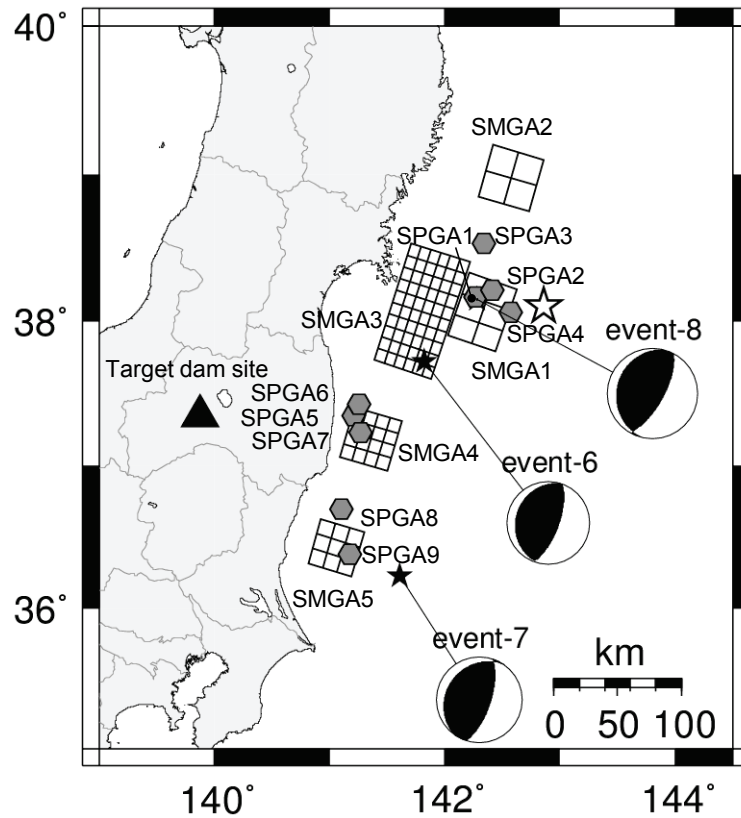 40°
SMGA2
SPGA1
SPGA3
SPGA2
38°
SMGA3
SPGA4
event-8
SMGA1
Target dam site
SPGA6
SPGA5
SPGA7
SMGA4
event-6
SPGA8
SPGA9
36°
SMGA5
event-7
km
0 50 100
140° 142° 144°